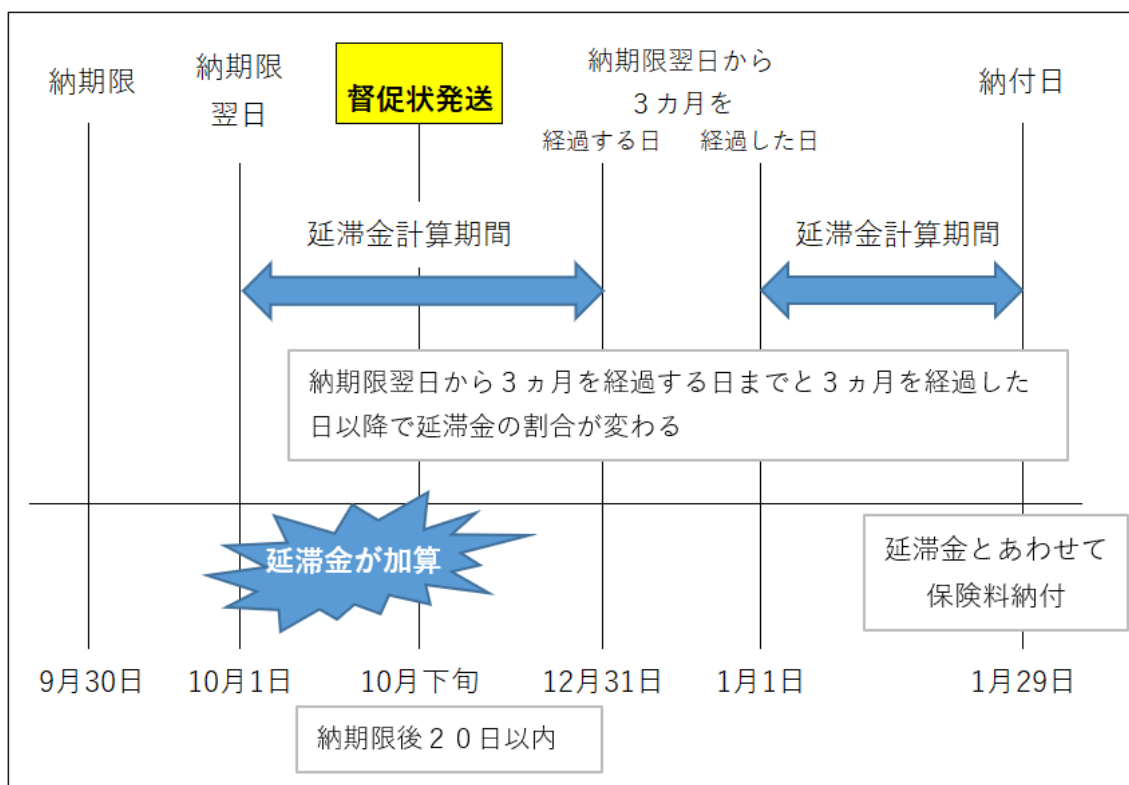 納期限
納期限
翌日
督促状発送
納期限翌日から
３カ月を
経過する日
経過した日
納付日
延滞金計算期間
延滞金計算期間
納期限翌日から３ヵ月を経過する日までと３ヵ月を経過した
日以降で延滞金の割合が変わる
延滞金が加算
延滞金とあわせて
保険料納付
9月30日
10月1日
10月下旬
12月31日
1月1日
1月29日
納期限後２０日以内